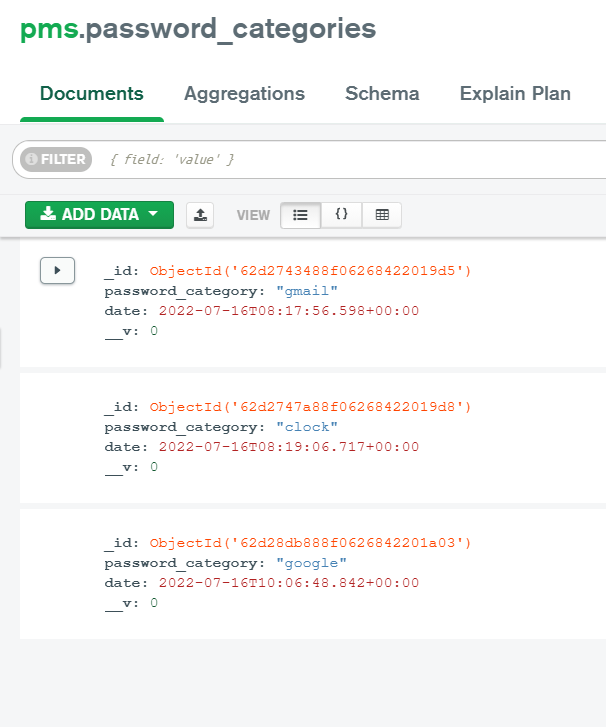 pms.password_categories
Documents Aggregations Schema Explain Plan
FILTER { field: 'value' }
ADD DATA VIEW { }
_id: ObjectId('62d2743488f06268422019d5')
password_category: "gmail"
date: 2022-07-16T08:17:56.598+00:00
__v: 0
_id: ObjectId('62d2747a88f06268422019d8')
password_category: "clock"
date: 2022-07-16T08:19:06.717+00:00
__v: 0
_id: ObjectId('62d28db888f0626842201a03')
password_category: "google"
date: 2022-07-16T10:06:48.842+00:00
__v: 0